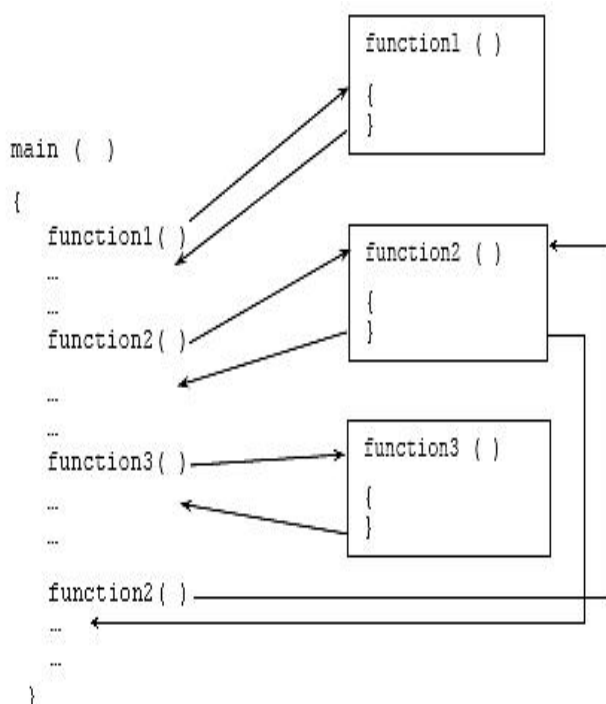 main ( )
{
function1( )
…
…
function2( )
…
…
function3( )
…
…
function2( )
…
…
}
function1 ( )
{
}
function2 ( )
{
}
function3 ( )
{
}